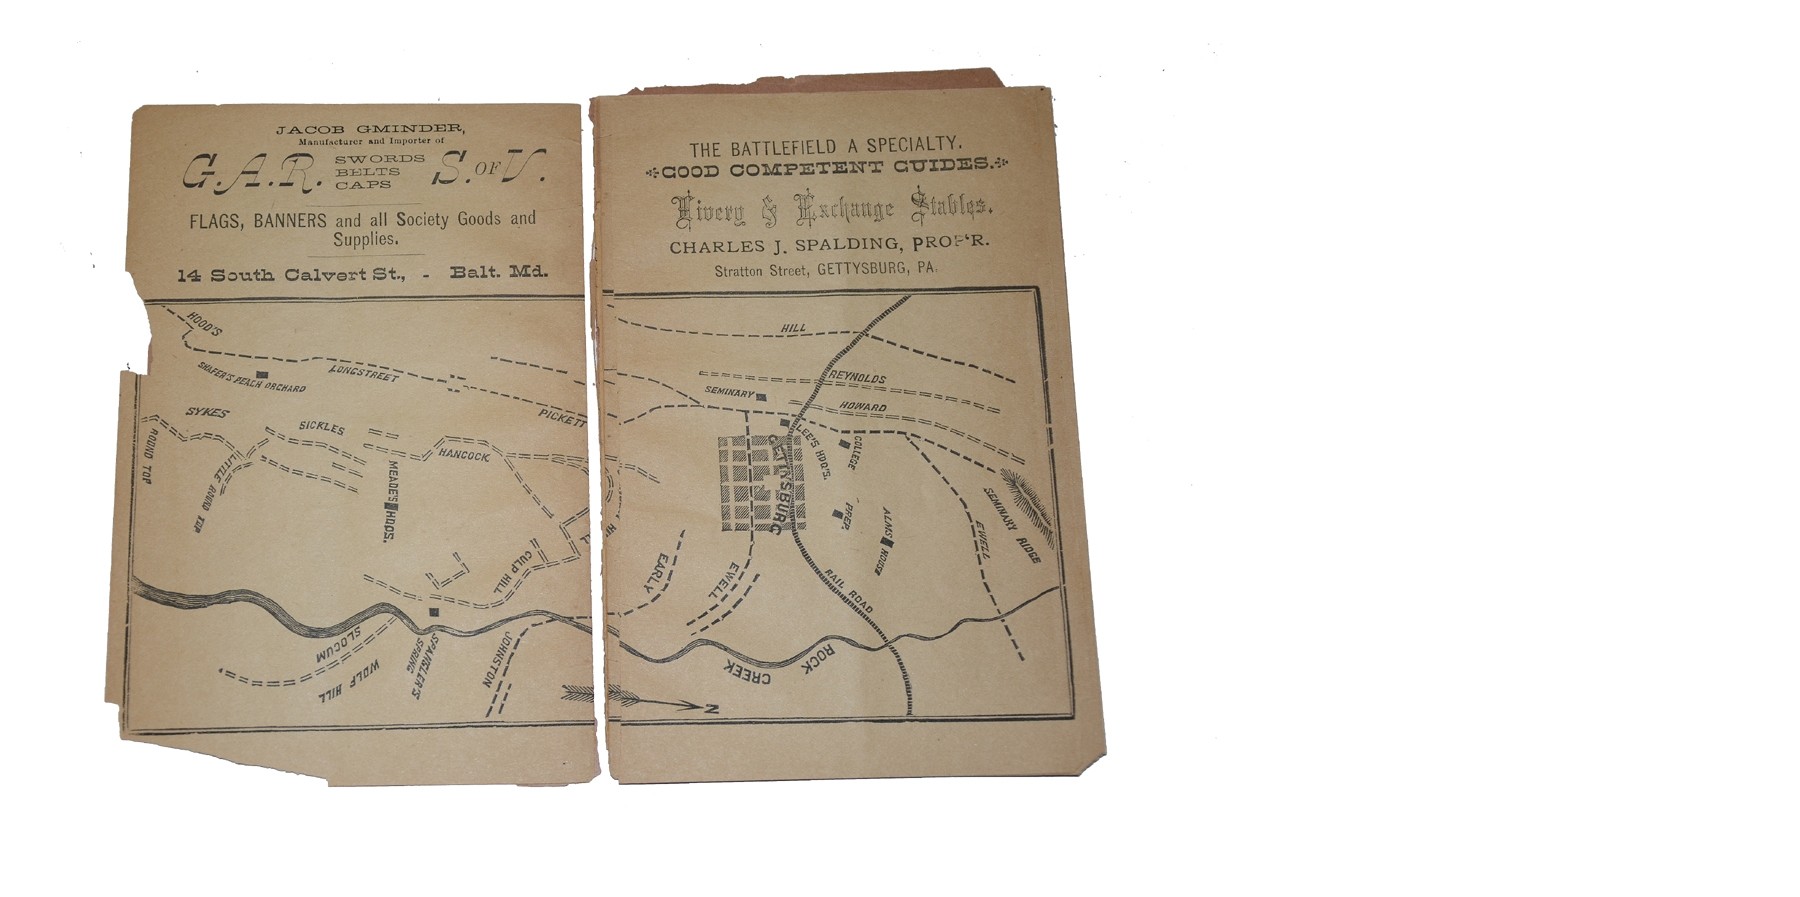 JACOB GMINDER,
Manufacturer and Importer of
G.A.R. SWORDS BELTS CAPS S. OF V.
FLAGS, BANNERS and all Society Goods and
Supplies.
14 South Calvert St., - Balt. Md.
HOOD'S
LONGSTREET
PEACH ORCHARD
PICKETT
SYKES
SICKLES
HANCOCK
ROUND TOP
LITTLE ROUND TOP
MEADE'S HDQS.
CULP HILL
SLOCUM
WOLF HILL
SPANGLER'S
SPRING
JOHNSTON
THE BATTLEFIELD A SPECIALTY.
GOOD COMPETENT GUIDES.
Livery & Exchange Stables.
CHARLES J. SPALDING, PROP'R.
Stratton Street, GETTYSBURG, PA.
HILL
REYNOLDS
SEMINARY
HOWARD
LEE'S HDQ'S.
COLLEGE
GETTYSBURG
PREP.
ALMS HOUSE
SEMINARY RIDGE
EWELL
EARLY
EWELL
RAIL ROAD
ROCK
CREEK
N